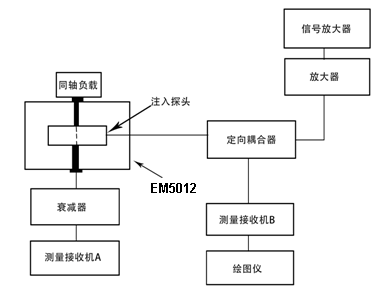 信号放大器
放大器
同轴负载
注入探头
定向耦合器
EM5012
衰减器
测量接收机B
测量接收机A
绘图仪